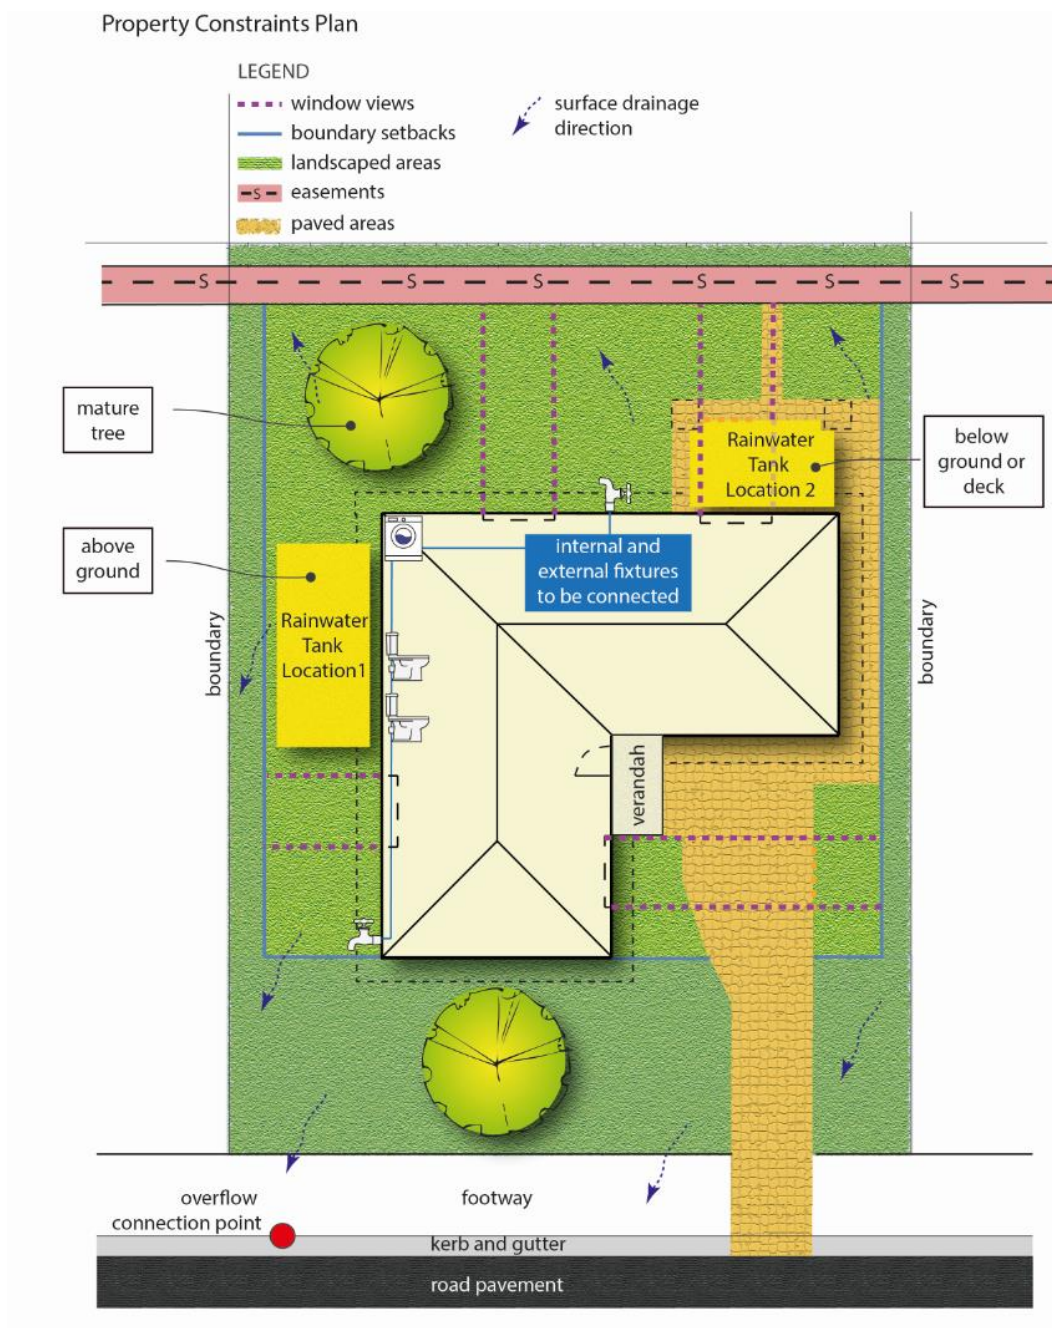 Property Constraints Plan
LEGEND
window views
boundary setbacks
landscaped areas
S
easements
paved areas
surface drainage
direction
S
S
S
S
S
S
mature
tree
above
ground
below
ground or
deck
Rainwater
Tank
Location 2
internal and
external fixtures
to be connected
Rainwater
Tank
Location1
boundary
boundary
verandah
overflow
connection point
footway
kerb and gutter
road pavement